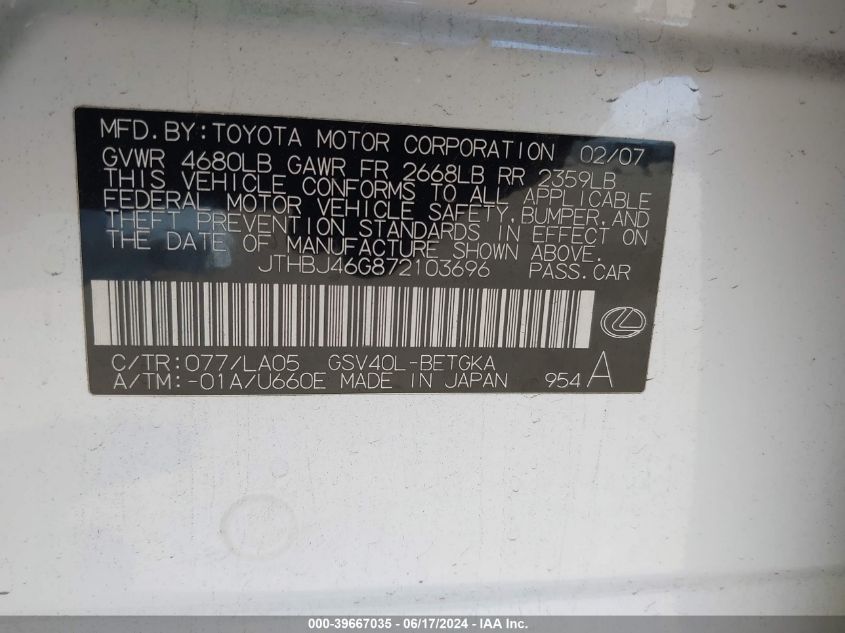 MFD.BY:TOYOTA MOTOR CORPORATION 02/07
GVWR 4680LB GAWR FR 2668LB RR 2359LB
THIS VEHICLE CONFORMS TO ALL APPLICABLE
FEDERAL MOTOR VEHICLE SAFETY,BUMPER,AND
THEFT PREVENTION STANDARDS IN EFFECT ON
THE DATE OF MANUFACTURE SHOWN ABOVE.
JTHBJ46G872103696 PASS.CAR
C/TR:077/LA05 GSV40L-BETGKA
A/TM:-01A/U660E MADE IN JAPAN 954 A
000-39667035 - 06/17/2024 - IAA Inc.